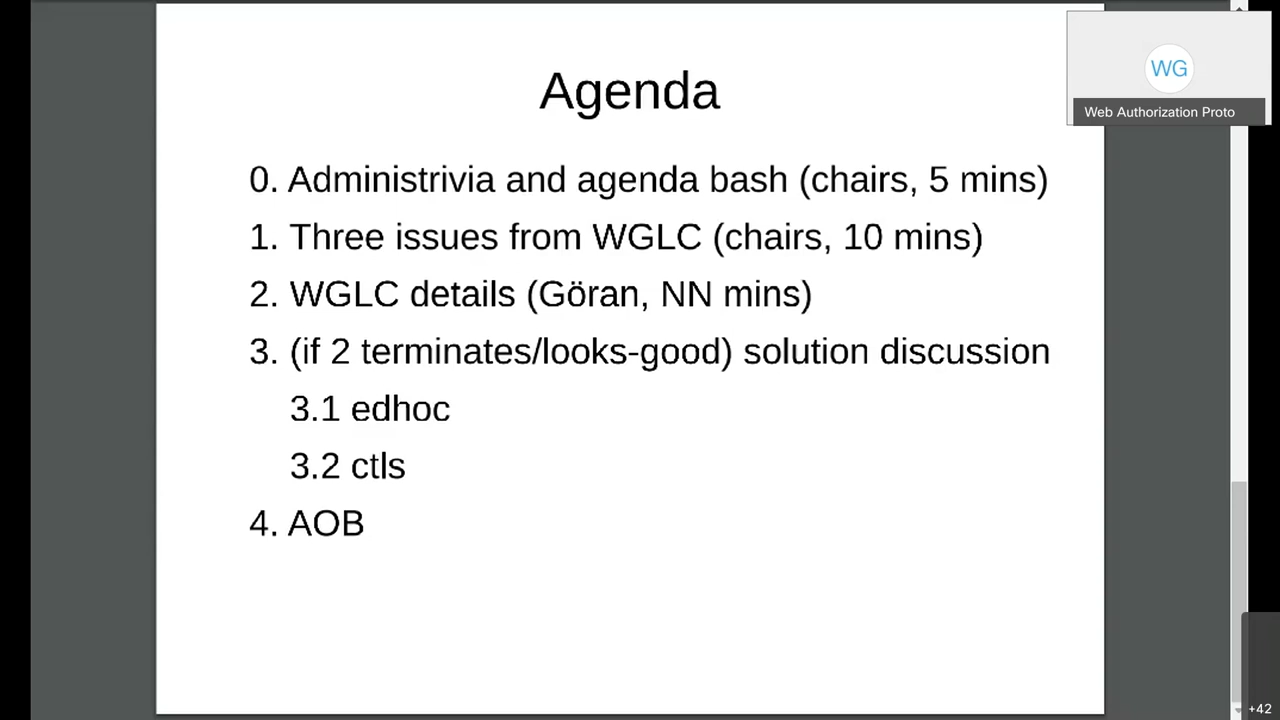 Agenda
WG
Web Authorization Proto
0. Administrivia and agenda bash (chairs, 5 mins)
1. Three issues from WGLC (chairs, 10 mins)
2. WGLC details (Göran, NN mins)
3. (if 2 terminates/looks-good) solution discussion
3.1 edhoc
3.2 ctls
4. AOB
+42